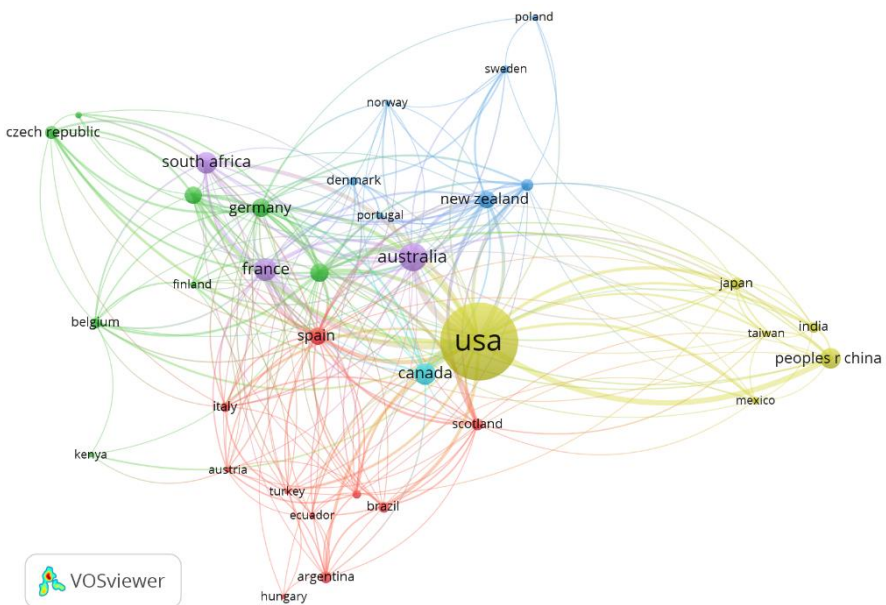 poland
sweden
norway
czech republic
south africa
denmark
new zealand
germany
portugal
australia
france
finland
japan
belgium
spain
taiwan
india
usa
peoples r china
canada
mexico
italy
scotland
kenya
austria
turkey
brazil
ecuador
argentina
hungary
VOSviewer